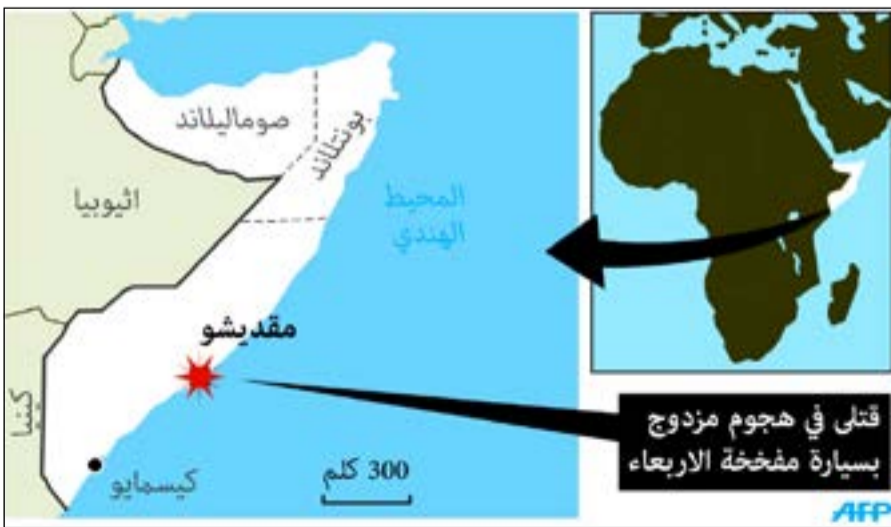 صوماليلاند
بونتلاند
اثيوبيا
المحيط
الهندي
مقديشو
كينيا
كيسمايو
300 كلم
قتلى في هجوم مزدوج
بسيارة مفخخة الاربعاء
AFP